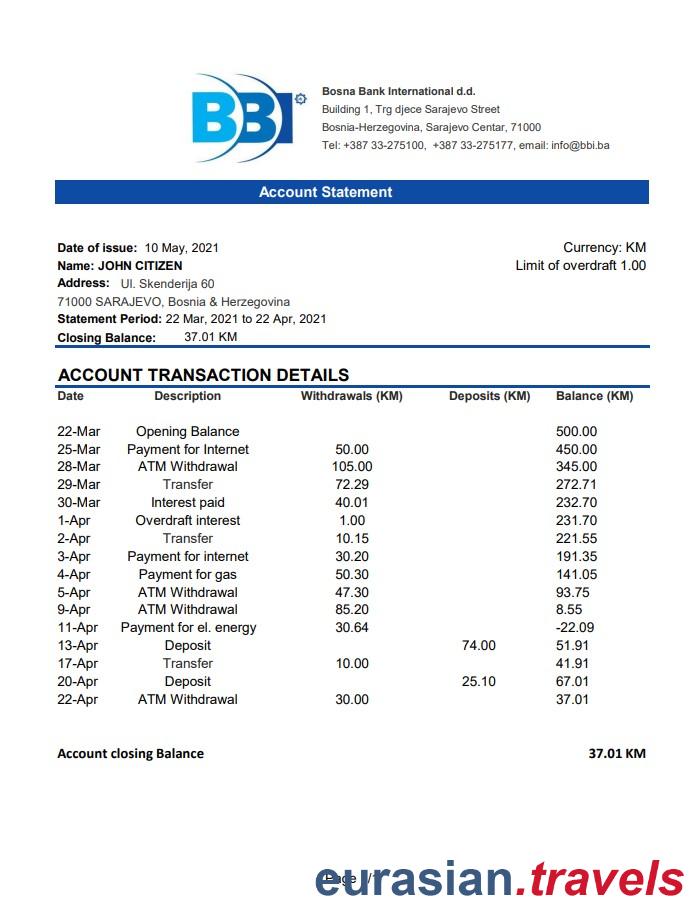 BBI
Bosna Bank International d.d.
Building 1, Trg djece Sarajevo Street
Bosnia-Herzegovina, Sarajevo Centar, 71000
Tel: +387 33-275100, +387 33-275177, email: info@bbi.ba
Account Statement
Date of issue: 10 May, 2021
Currency: KM
Name: JOHN CITIZEN
Limit of overdraft 1.00
Address: Ul. Skenderija 60
71000 SARAJEVO, Bosnia & Herzegovina
Statement Period: 22 Mar, 2021 to 22 Apr, 2021
Closing Balance: 37.01 KM
ACCOUNT TRANSACTION DETAILS
Date Description Withdrawals (KM) Deposits (KM) Balance (KM)
22-Mar Opening Balance 500.00
25-Mar Payment for Internet 50.00 450.00
28-Mar ATM Withdrawal 105.00 345.00
29-Mar Transfer 72.29 272.71
30-Mar Interest paid 40.01 232.70
1-Apr Overdraft interest 1.00 231.70
2-Apr Transfer 10.15 221.55
3-Apr Payment for internet 30.20 191.35
4-Apr Payment for gas 50.30 141.05
5-Apr ATM Withdrawal 47.30 93.75
9-Apr ATM Withdrawal 85.20 8.55
11-Apr Payment for el. energy 30.64 -22.09
13-Apr Deposit 74.00 51.91
17-Apr Transfer 10.00 41.91
20-Apr Deposit 25.10 67.01
22-Apr ATM Withdrawal 30.00 37.01
Account closing Balance 37.01 KM
Page
eurasian.travels